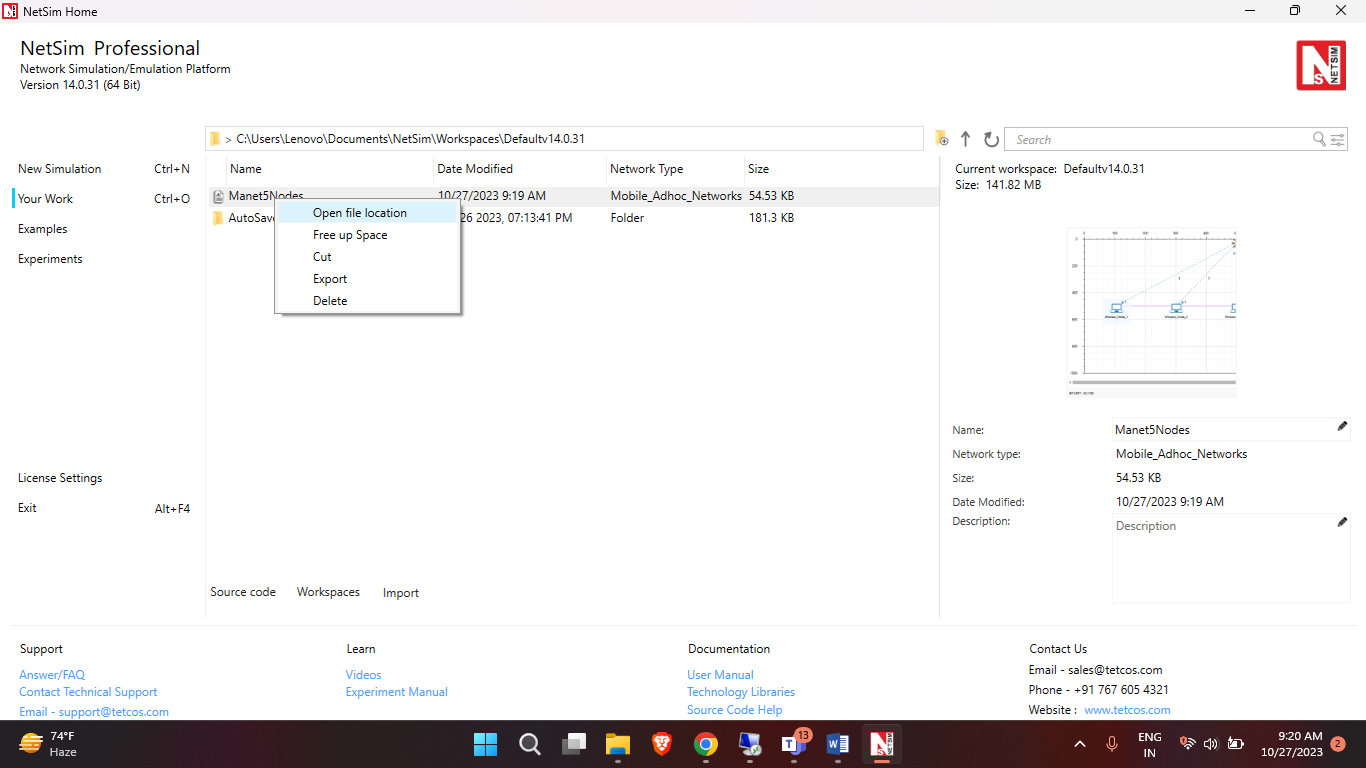 NetSim Home
NetSim Professional
Network Simulation/Emulation Platform
Version 14.0.31 (64 Bit)
NETSIM
> C:\Users\Lenovo\Documents\NetSim\Workspaces\Defaultv14.0.31
Search
New Simulation Ctrl+N
Your Work Ctrl+O
Examples
Experiments
License Settings
Exit Alt+F4
Name Date Modified Network Type Size
Manet5Nodes 10/27/2023 9:19 AM Mobile_Adhoc_Networks 54.53 KB
AutoSave 26 2023, 07:13:41 PM Folder 181.3 KB
Open file location
Free up Space
Cut
Export
Delete
Source code Workspaces Import
Current workspace: Defaultv14.0.31
Size: 141.82 MB
Name: Manet5Nodes
Network type: Mobile_Adhoc_Networks
Size: 54.53 KB
Date Modified: 10/27/2023 9:19 AM
Description: Description
Support
Answer/FAQ
Contact Technical Support
Email - support@tetcos.com
Learn
Videos
Experiment Manual
Documentation
User Manual
Technology Libraries
Source Code Help
Contact Us
Email - sales@tetcos.com
Phone - +91 767 605 4321
Website : www.tetcos.com
74°F
Haze
13
ENG
IN
9:20 AM
10/27/2023
2